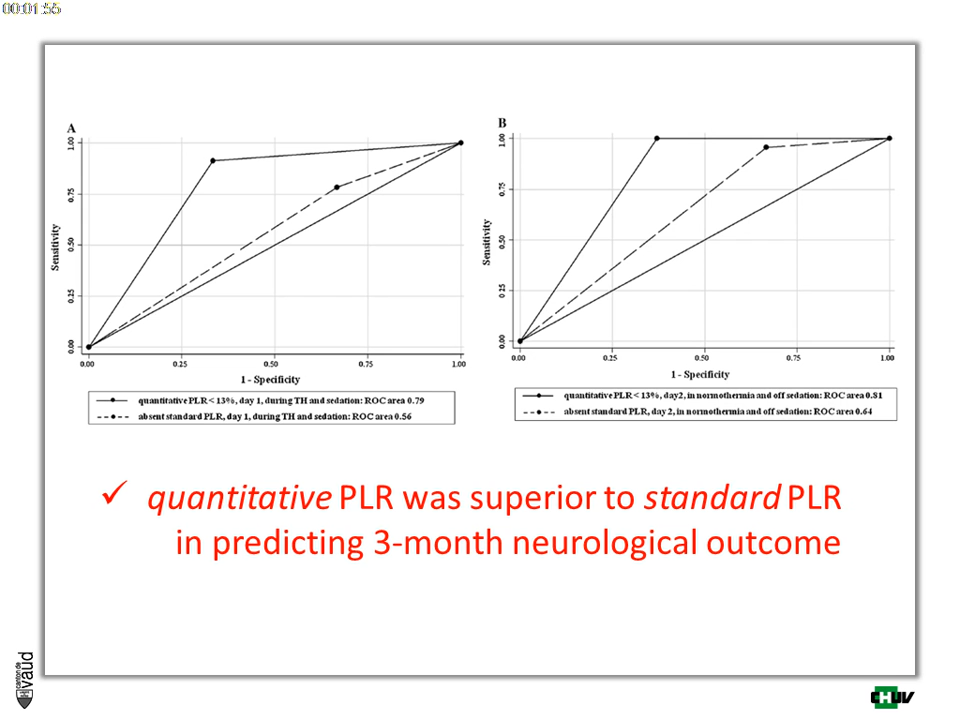 00:01:55
A
1.00
0.75
0.50
0.25
0.00
Sensitivity
0.00 0.25 0.50 0.75 1.00
1 - Specificity
quantitative PLR < 13%, day 1, during TH and sedation: ROC area 0.79
absent standard PLR, day 1, during TH and sedation: ROC area 0.56
B
1.00
0.75
0.50
0.25
0.00
Sensitivity
0.00 0.25 0.50 0.75 1.00
1 - Specificity
quantitative PLR < 13%, day2, in normothermia and off sedation: ROC area 0.81
absent standard PLR, day 2, in normothermia and off sedation: ROC area 0.64
✓ quantitative PLR was superior to standard PLR
in predicting 3-month neurological outcome
canton de
vaud
CHUV